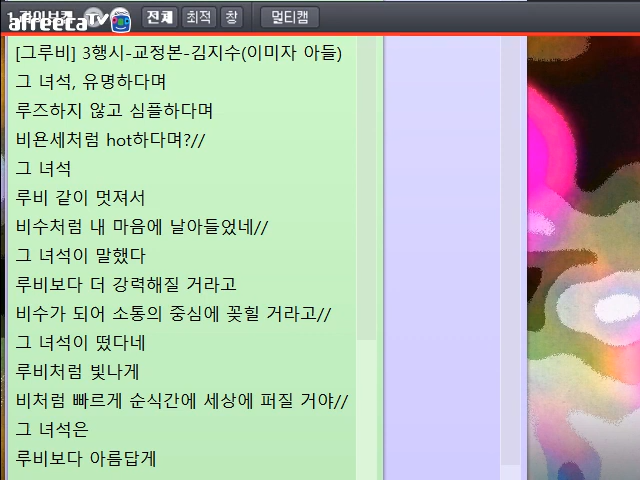 afreecaTV
전체 최적 창 멀티캠
[그루비] 3행시-교정본-김지수(이미자 아들)
그 녀석, 유명하다며
루즈하지 않고 심플하다며
비욘세처럼 hot하다며?//
그 녀석
루비 같이 멋져서
비수처럼 내 마음에 날아들었네//
그 녀석이 말했다
루비보다 더 강력해질 거라고
비수가 되어 소통의 중심에 꽂힐 거라고//
그 녀석이 떴다네
루비처럼 빛나게
비처럼 빠르게 순식간에 세상에 퍼질 거야//
그 녀석은
루비보다 아름답게